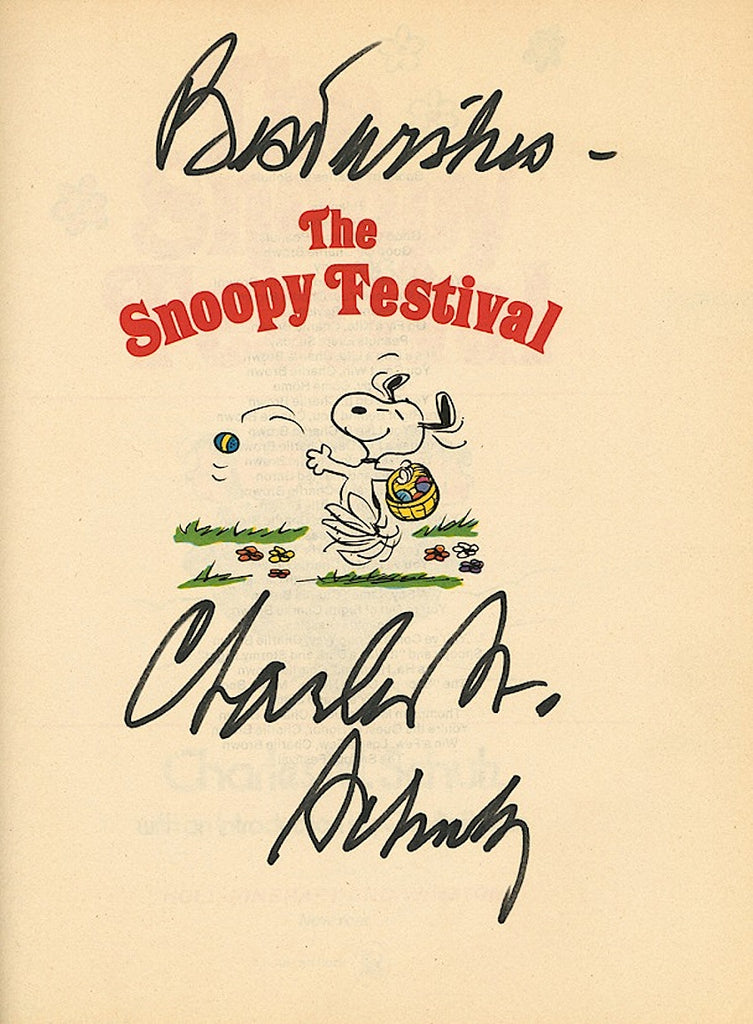 Best wishes -
The
Snoopy Festival
Charles M.
Schulz